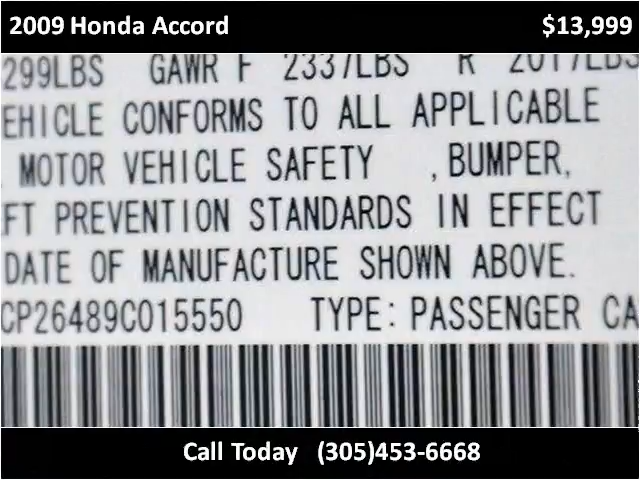 2009 Honda Accord $13,999
299LBS GAWR F 2337LBS R 2017LBS
EHICLE CONFORMS TO ALL APPLICABLE
MOTOR VEHICLE SAFETY , BUMPER,
FT PREVENTION STANDARDS IN EFFECT
DATE OF MANUFACTURE SHOWN ABOVE.
CP26489C015550 TYPE: PASSENGER CA
Call Today (305)453-6668